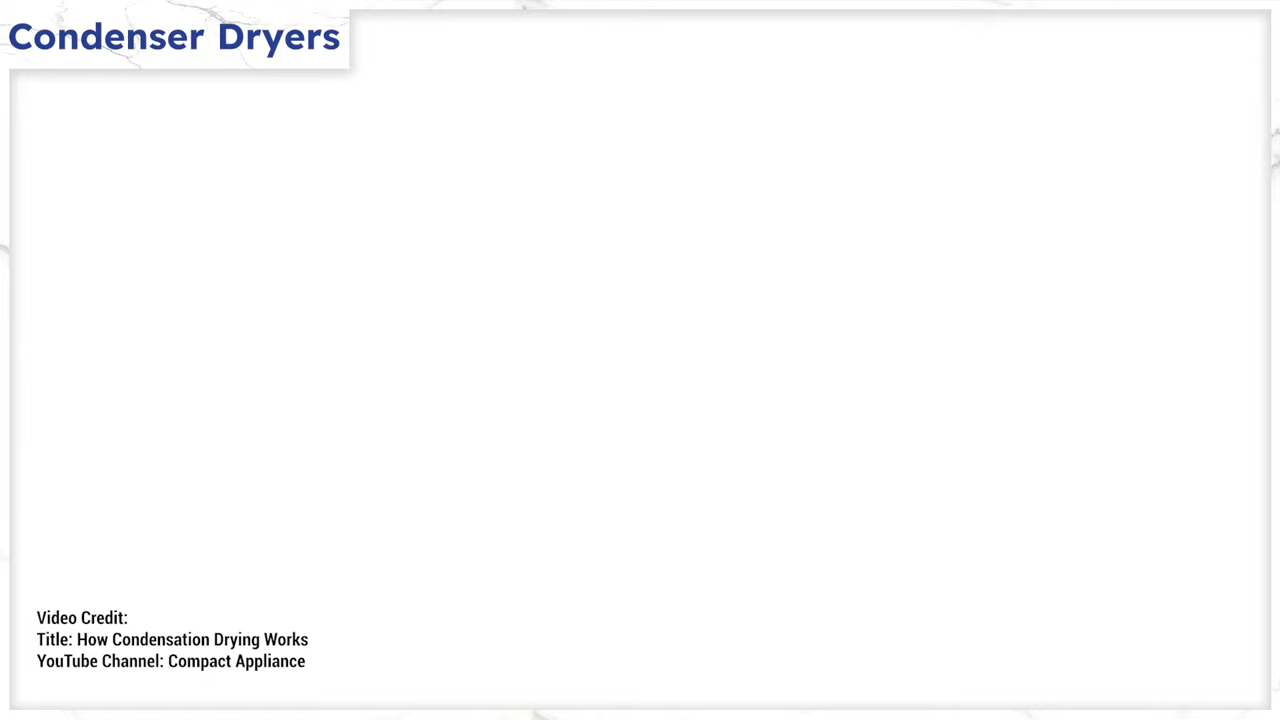 Condenser Dryers
Video Credit:
Title: How Condensation Drying Works
YouTube Channel: Compact Appliance